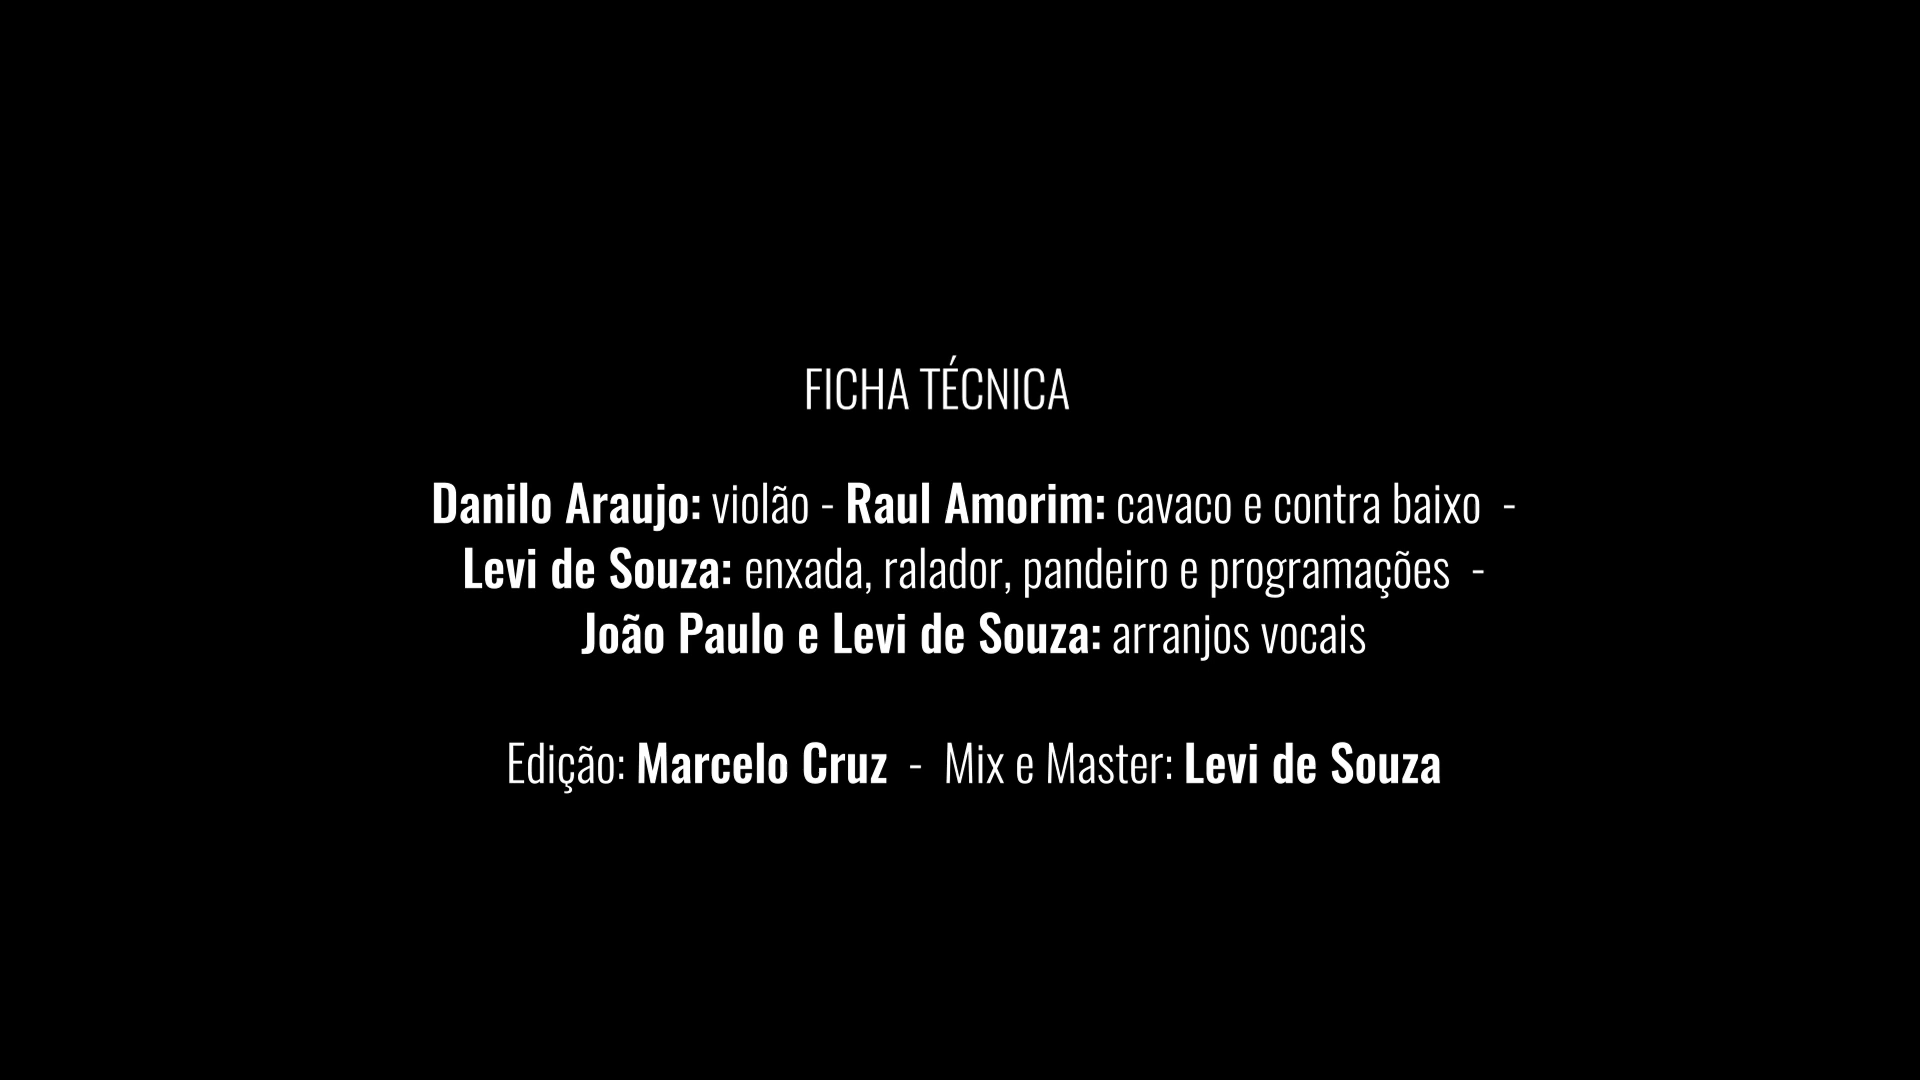 FICHA TÉCNICA
Danilo Araujo: violão - Raul Amorim: cavaco e contra baixo -
Levi de Souza: enxada, ralador, pandeiro e programações -
João Paulo e Levi de Souza: arranjos vocais
Edição: Marcelo Cruz - Mix e Master: Levi de Souza